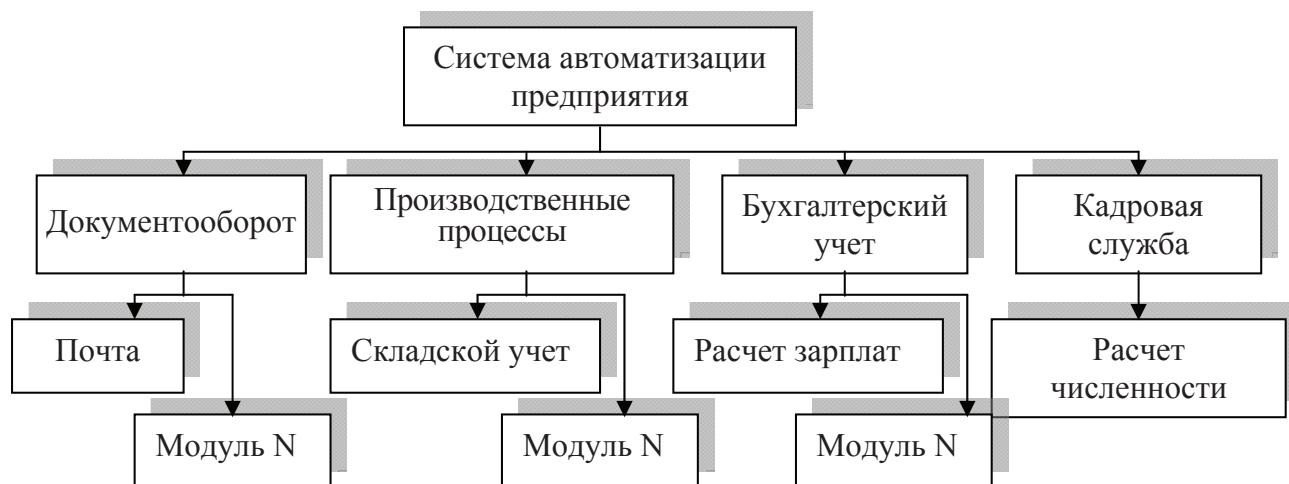 Система автоматизации
предприятия
Документооборот
Производственные
процессы
Бухгалтерский
учет
Кадровая
служба
Почта
Складской учет
Расчет зарплат
Расчет
численности
Модуль N
Модуль N
Модуль N